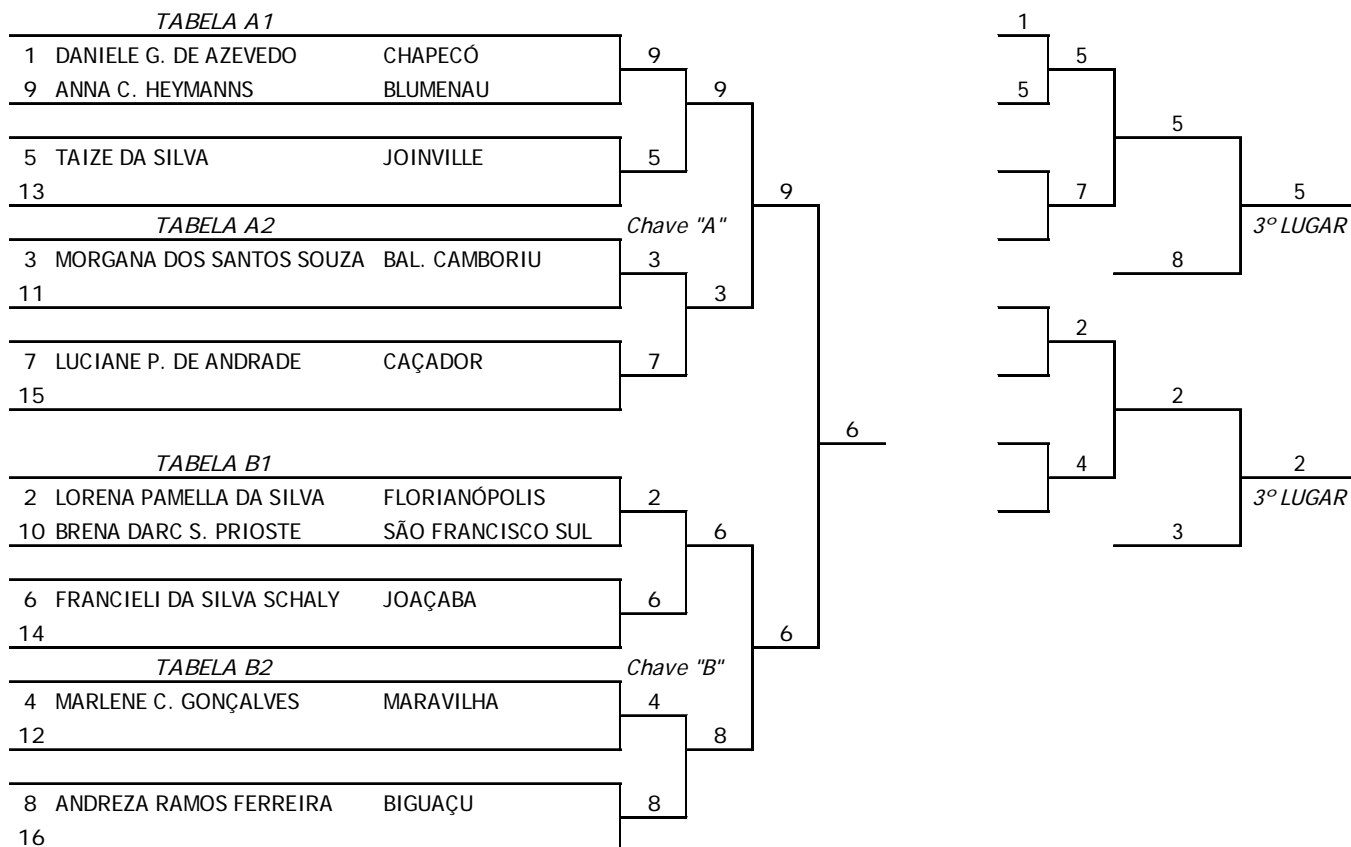 TABELA A1
1
1 DANIELE G. DE AZEVEDO CHAPECÓ 9 5
9 ANNA C. HEYMANNS BLUMENAU 9 5
5
5 TAIZE DA SILVA JOINVILLE 5
13 9 7 5
TABELA A2 Chave "A" 3º LUGAR
3 MORGANA DOS SANTOS SOUZA BAL. CAMBORIU 3 8
11 3
2
7 LUCIANE P. DE ANDRADE CAÇADOR 7
15 2
6
TABELA B1 4 2
2 LORENA PAMELLA DA SILVA FLORIANÓPOLIS 2 3º LUGAR
10 BRENA DARC S. PRIOSTE SÃO FRANCISCO SUL 6 3
6 FRANCIELI DA SILVA SCHALY JOAÇABA 6
14 6
TABELA B2 Chave "B"
4 MARLENE C. GONÇALVES MARAVILHA 4
12 8
8 ANDREZA RAMOS FERREIRA BIGUAÇU 8
16